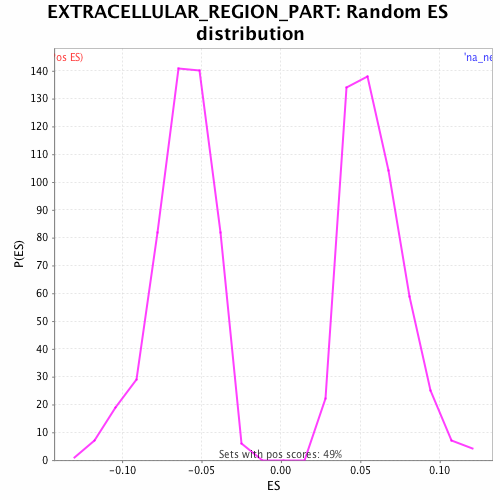 EXTRACELLULAR_REGION_PART: Random ES
distribution
os ES)
'na_ne
140
130
120
110
100
90
80
70
60
50
40
30
20
10
0
P(ES)
Sets with pos scores: 49%
-0.10
-0.05
0.00
0.05
0.10
ES